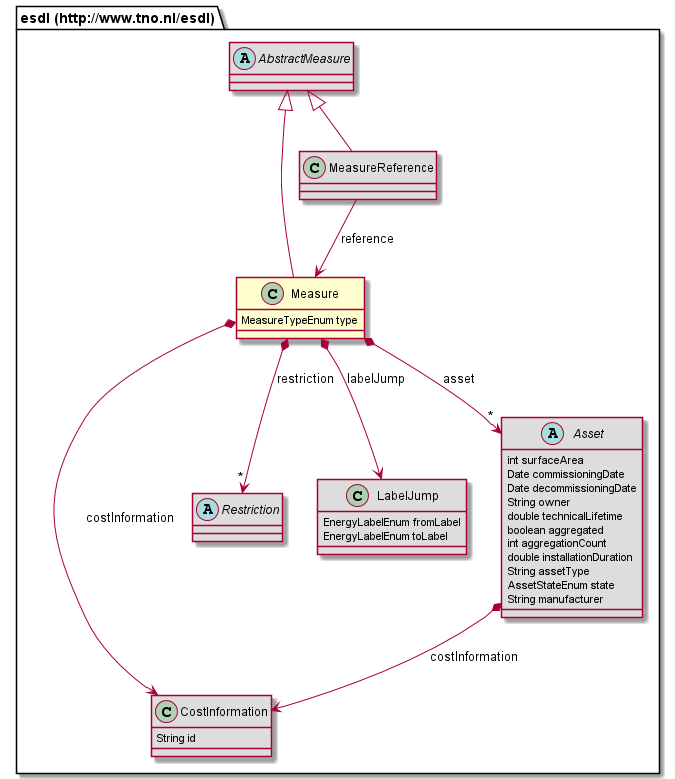 esdl (http://www.tno.nl/esdl)
A AbstractMeasure
C MeasureReference
reference
C Measure
MeasureTypeEnum type
restriction
labelJump
asset
*
*
A Asset
int surfaceArea
Date commissioningDate
Date decommissioningDate
String owner
double technicalLifetime
boolean aggregated
int aggregationCount
double installationDuration
String assetType
AssetStateEnum state
String manufacturer
A Restriction
C LabelJump
EnergyLabelEnum fromLabel
EnergyLabelEnum toLabel
costInformation
costInformation
C CostInformation
String id